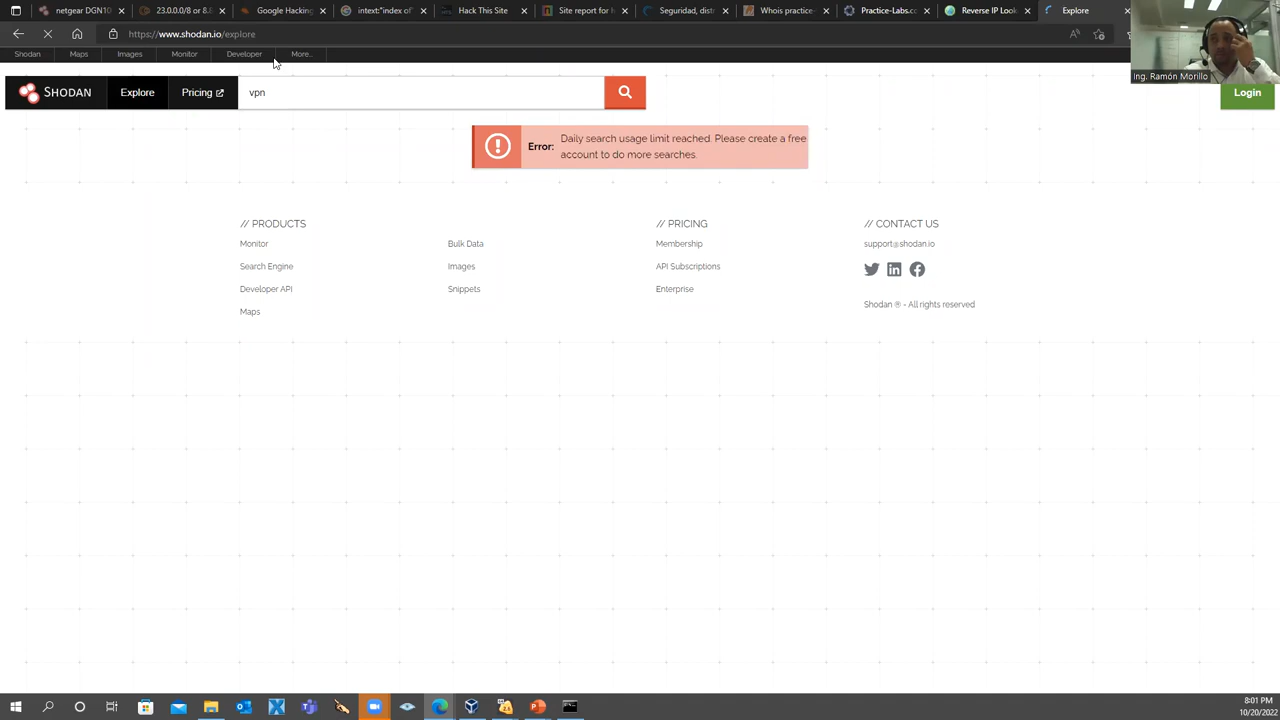 netgear DGN10
23.0.0.0/8 or 8.8
Google Hacking
intext:"index of"
Hack This Site
Site report for h
Seguridad, distr
Whois practice-
Practice-Labs.co
Reverse IP Look
Explore
https://www.shodan.io/explore
Shodan
Maps
Images
Monitor
Developer
More...
Ing. Ramón Morillo
SHODAN
Explore
Pricing
vpn
Login
Error:
Daily search usage limit reached. Please create a free
account to do more searches.
// PRODUCTS
Monitor
Search Engine
Developer API
Maps
Bulk Data
Images
Snippets
// PRICING
Membership
API Subscriptions
Enterprise
// CONTACT US
support@shodan.io
Shodan ® - All rights reserved
8:01 PM
10/20/2022